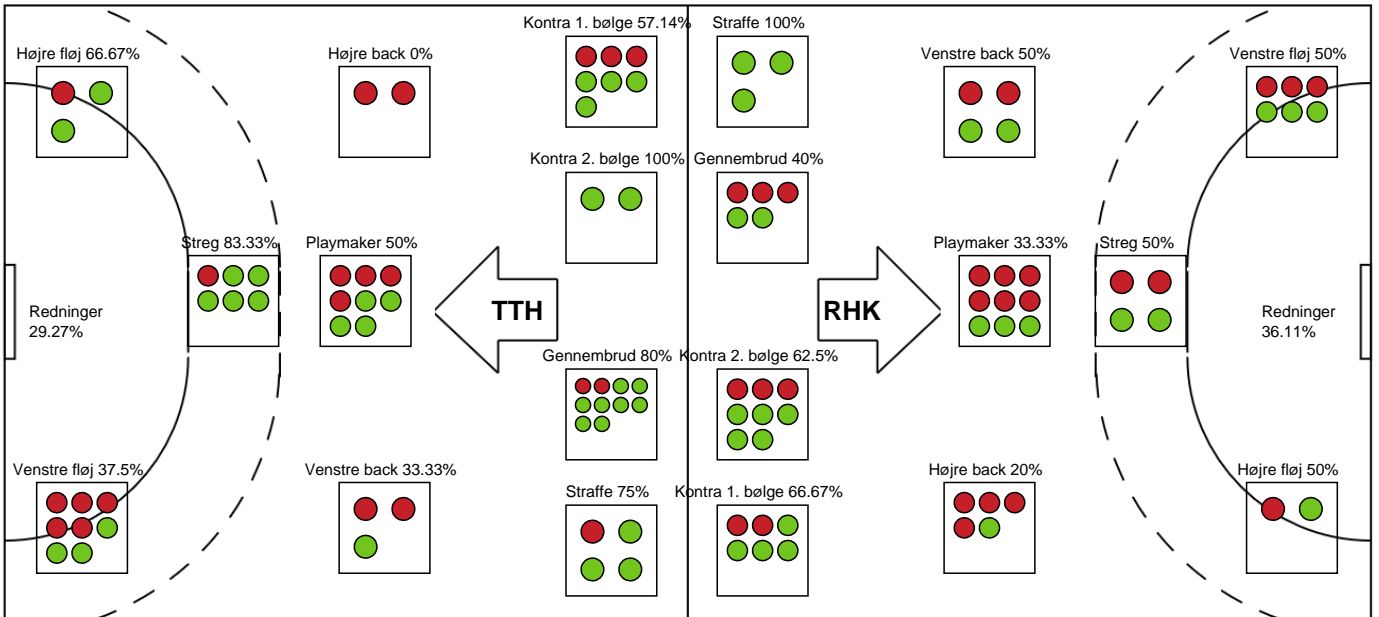 Kontra 1. bølge 57.14%
Straffe 100%
Højre fløj 66.67%
Højre back 0%
Venstre back 50%
Venstre fløj 50%
Kontra 2. bølge 100%
Gennembrud 40%
Streg 83.33%
Playmaker 50%
Playmaker 33.33%
Streg 50%
TTH
RHK
Redninger
29.27%
Redninger
36.11%
Gennembrud 80%
Kontra 2. bølge 62.5%
Venstre fløj 37.5%
Venstre back 33.33%
Højre back 20%
Højre fløj 50%
Straffe 75%
Kontra 1. bølge 66.67%